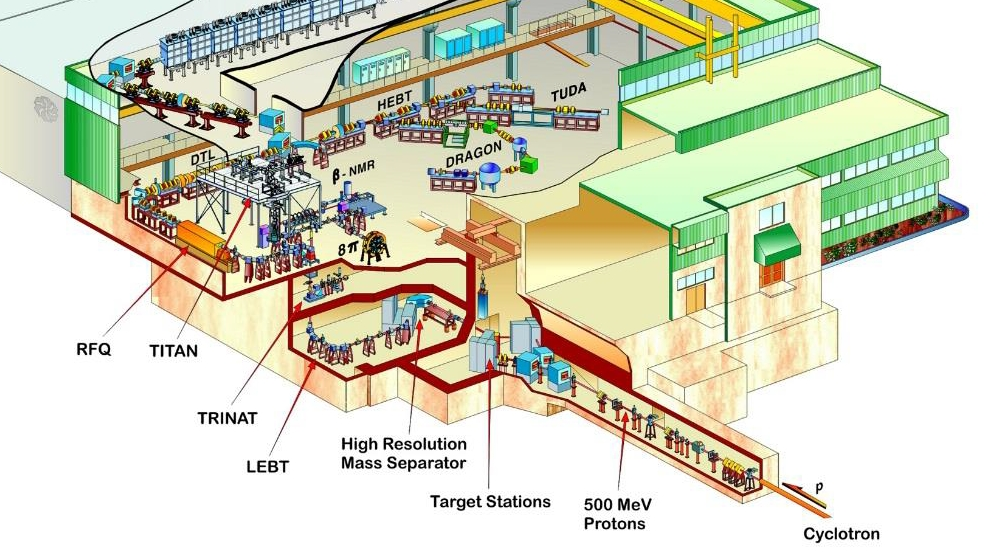 HEBT
TUDA
DTL
DRAGON
β-NMR
8π
RFQ
TITAN
TRINAT
LEBT
High Resolution
Mass Separator
Target Stations
500 MeV
Protons
p
Cyclotron